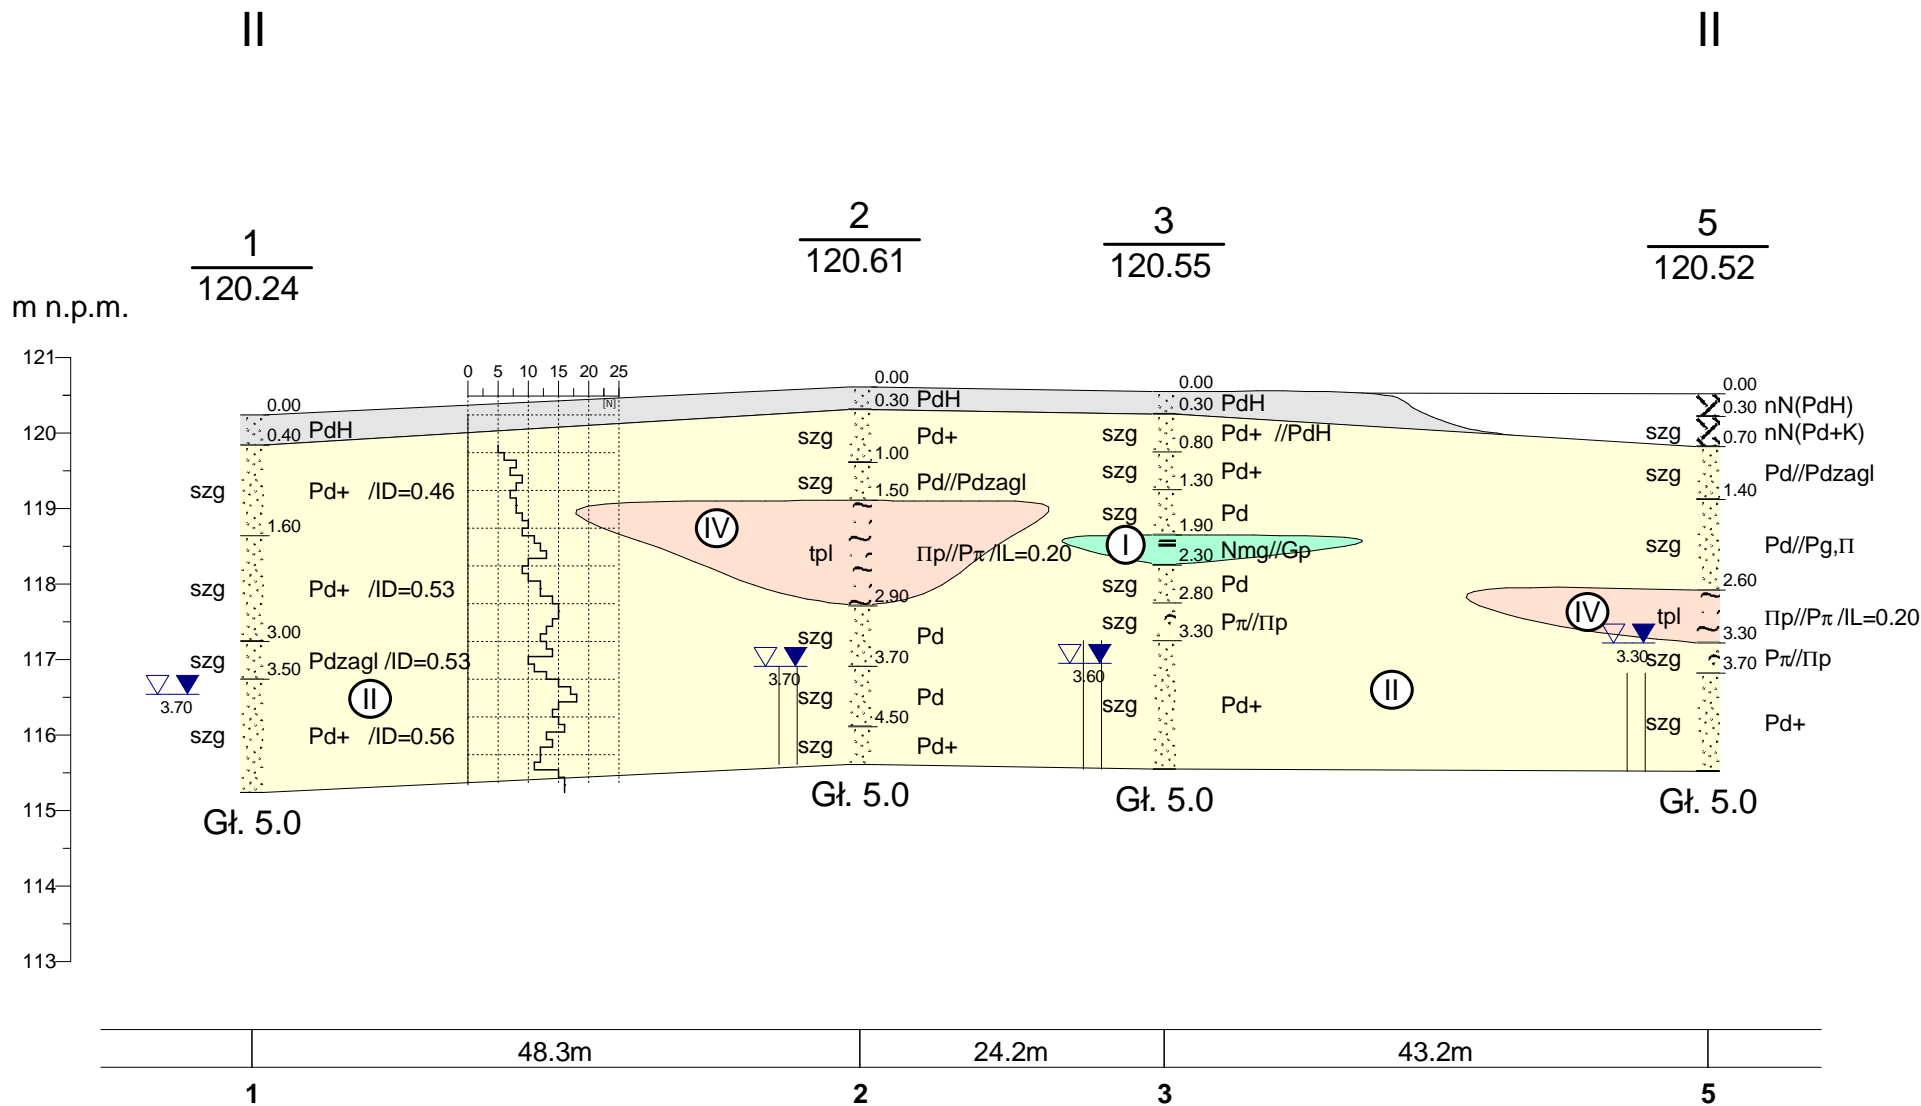 II II
1
120.24
2
120.61
3
120.55
5
120.52
m n.p.m.
121
120
119
118
117
116
115
114
113
0 5 10 15 20 25
[N]
0.00
0.40 PdH
szg Pd+ /ID=0.46
1.60
szg Pd+ /ID=0.53
3.00
szg Pdzagl /ID=0.53
3.50
3.70
II
szg Pd+ /ID=0.56
Gł. 5.0
0.00
0.30 PdH
szg Pd+
1.00
szg Pd//Pdzagl
1.50
IV
tpl Πp//Pπ /IL=0.20
2.90
szg Pd
3.70
3.70
szg Pd
4.50
szg Pd+
Gł. 5.0
0.00
0.30 PdH
szg Pd+ //PdH
0.80
szg Pd+
1.30
szg Pd
1.90
I
2.30 Nmg//Gp
szg Pd
2.80
szg Pπ//Πp
3.30
3.60
szg Pd+
II
Gł. 5.0
0.00
0.30 nN(PdH)
szg 0.70 nN(Pd+K)
szg Pd//Pdzagl
1.40
szg Pd//Pg,Π
2.60
IV
tpl Πp//Pπ /IL=0.20
3.30
3.30
szg 3.70 Pπ//Πp
szg Pd+
Gł. 5.0
48.3m 24.2m 43.2m
1 2 3 5